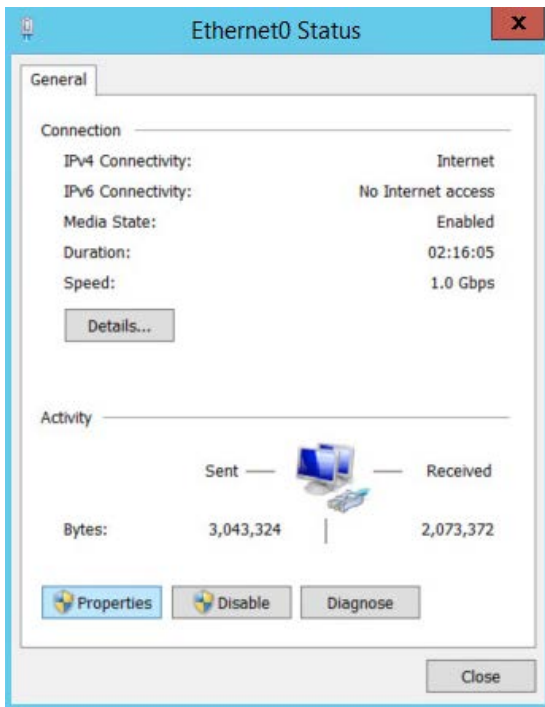 Ethernet0 Status
x
General
Connection
IPv4 Connectivity: Internet
IPv6 Connectivity: No Internet access
Media State: Enabled
Duration: 02:16:05
Speed: 1.0 Gbps
Details...
Activity
Sent Received
Bytes: 3,043,324 2,073,372
Properties Disable Diagnose
Close